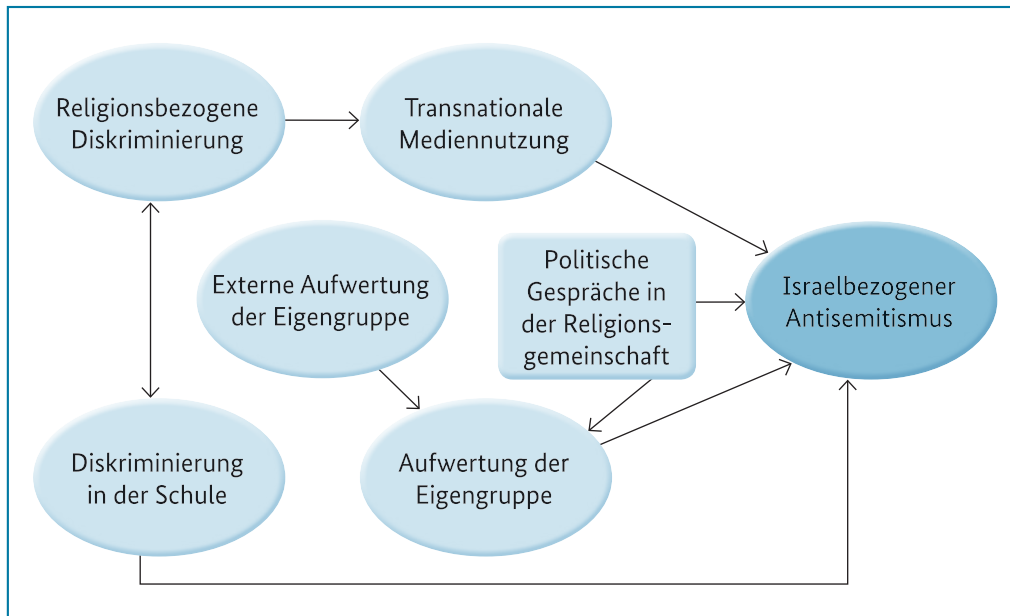 Religionsbezogene
Diskriminierung
Transnationale
Mediennutzung
Externe Aufwertung
der Eigengruppe
Politische
Gespräche in
der Religions-
gemeinschaft
Israelbezogener
Antisemitismus
Diskriminierung
in der Schule
Aufwertung der
Eigengruppe